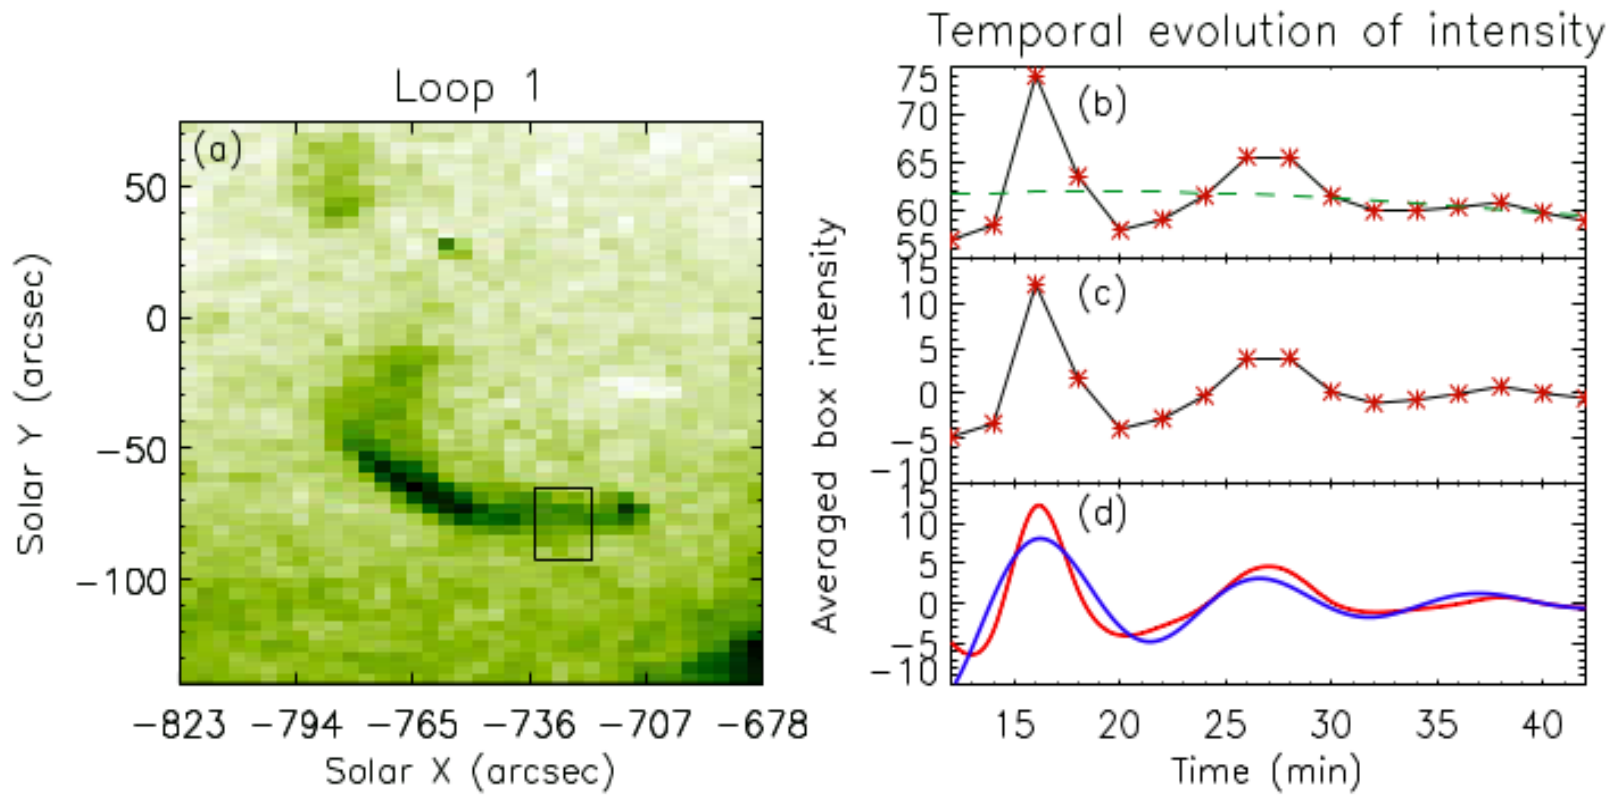 Loop 1
(a)
50
0
−50
−100
Solar Y (arcsec)
−823 −794 −765 −736 −707 −678
Solar X (arcsec)
Temporal evolution of intensity
(b)
75
70
65
60
55
(c)
10
5
0
−5
−10
(d)
15
10
5
0
−5
−10
Averaged box intensity
15 20 25 30 35 40
Time (min)